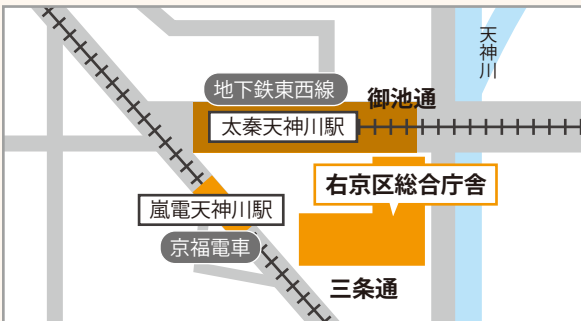 天神川
地下鉄東西線
御池通
太秦天神川駅
右京区総合庁舎
嵐電天神川駅
京福電車
三条通